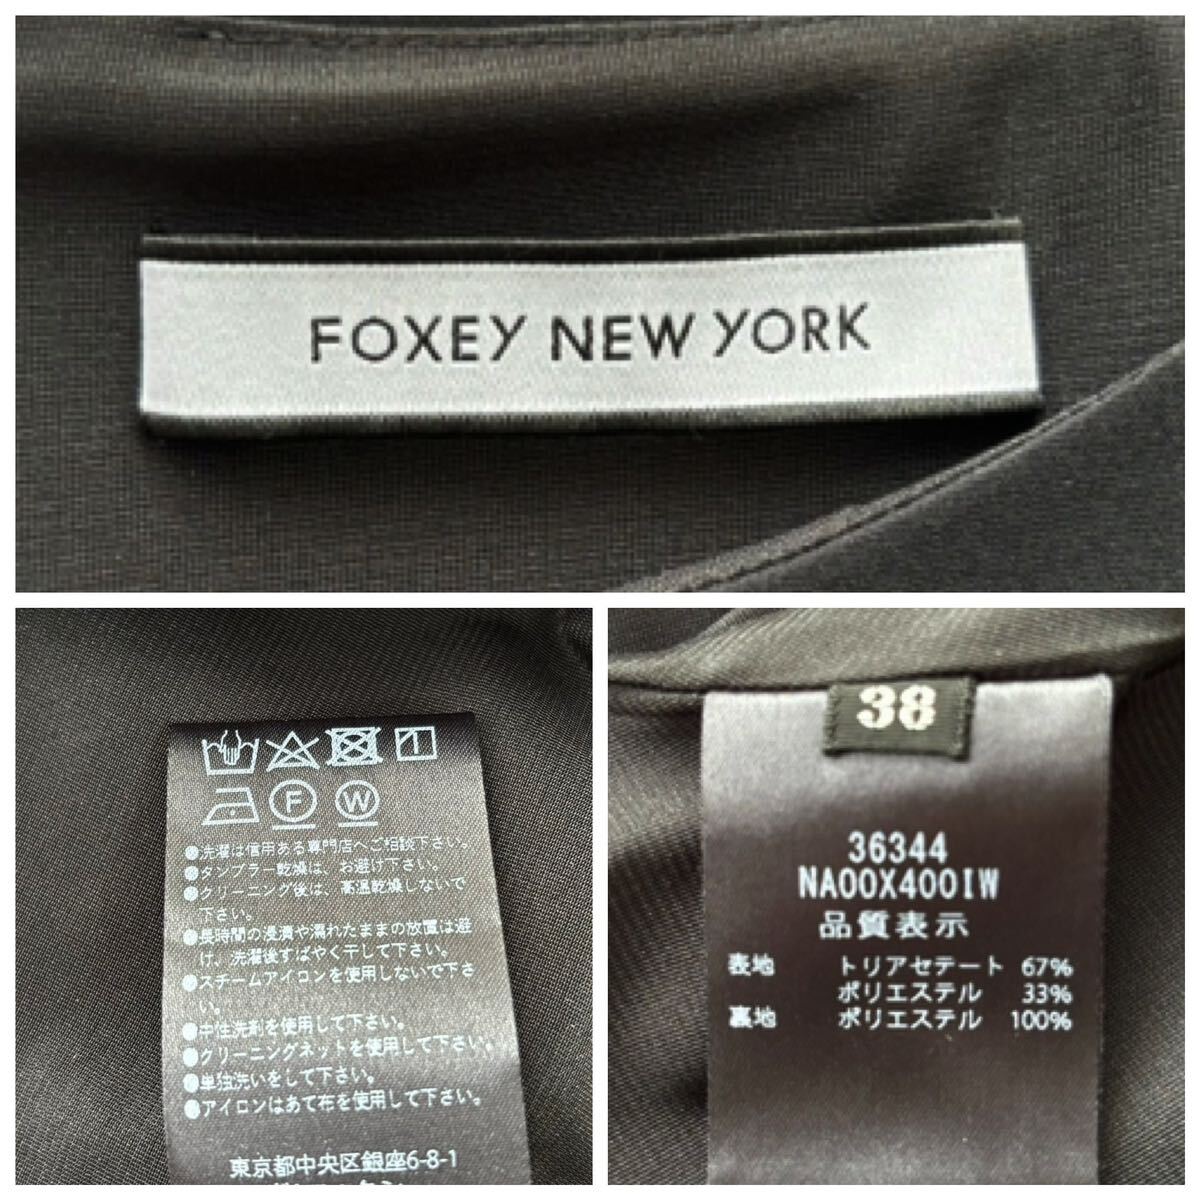 FOXEY NEW YORK
F W
●洗濯は信用ある専門店へご相談下さい。
●タンブラー乾燥は、お避け下さい。
●クリーニング後は、高温乾燥しないで
下さい。
●長時間の浸漬や濡れたままの放置は避
け、洗濯後すばやく干して下さい。
●スチームアイロンを使用しないで下さ
い。
●中性洗剤を使用して下さい。
●クリーニングネットを使用して下さい。
●単独洗いをして下さい。
●アイロンはあて布を使用して下さい。
東京都中央区銀座6-8-1
38
36344
NA00X400IW
品質表示
表地 トリアセテート 67%
ポリエステル 33%
裏地 ポリエステル 100%